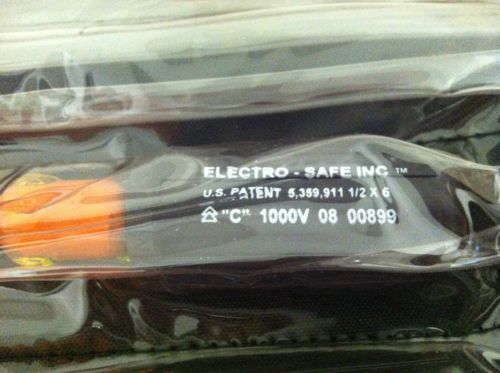 ELECTRO - SAFE INC ™
U.S. PATENT 5,359,911 1/2 X 6
"C" 1000V 08 00899